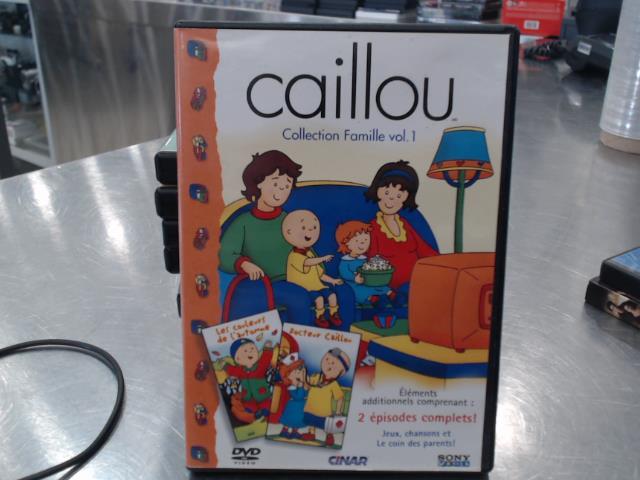 caillou
Collection Famille vol.1
Les couleurs
de l'automne
Docteur Caillou
Éléments
additionnels comprenant :
2 épisodes complets!
Jeux, chansons et
Le coin des parents!
DVD
VIDEO
CINAR
SONY